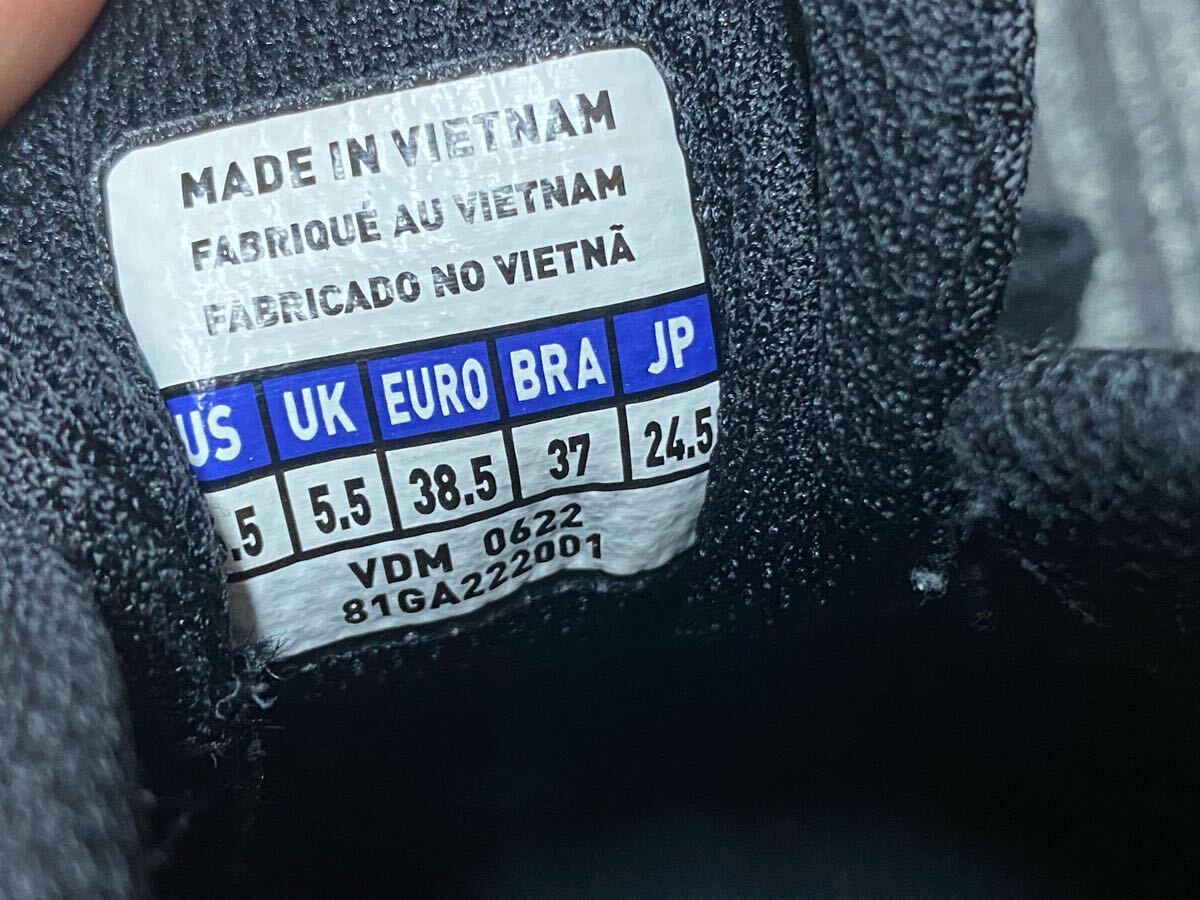 MADE IN VIETNAM
FABRIQUÉ AU VIETNAM
FABRICADO NO VIETNÃ
US UK EURO BRA JP
.5 5.5 38.5 37 24.5
VDM 0622
81GA222001